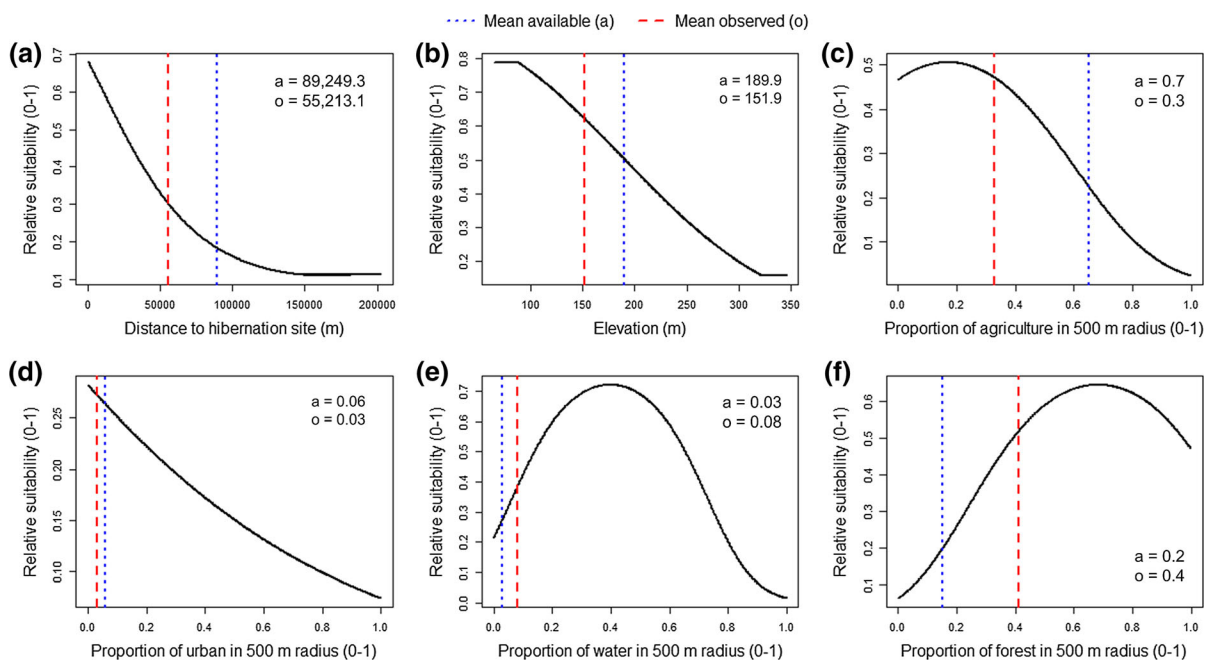 Mean available (a) Mean observed (o)
(a)
Relative suitability (0-1)
0.1 0.2 0.3 0.4 0.5 0.6 0.7
a = 89,249.3
o = 55,213.1
0 50000 100000 150000 200000
Distance to hibernation site (m)
(b)
Relative suitability (0-1)
0.2 0.3 0.4 0.5 0.6 0.7 0.8
a = 189.9
o = 151.9
100 150 200 250 300 350
Elevation (m)
(c)
Relative suitability (0-1)
0.1 0.2 0.3 0.4 0.5
a = 0.7
o = 0.3
0.0 0.2 0.4 0.6 0.8 1.0
Proportion of agriculture in 500 m radius (0-1)
(d)
Relative suitability (0-1)
0.10 0.15 0.20 0.25
a = 0.06
o = 0.03
0.0 0.2 0.4 0.6 0.8 1.0
Proportion of urban in 500 m radius (0-1)
(e)
Relative suitability (0-1)
0.0 0.1 0.2 0.3 0.4 0.5 0.6 0.7
a = 0.03
o = 0.08
0.0 0.2 0.4 0.6 0.8 1.0
Proportion of water in 500 m radius (0-1)
(f)
Relative suitability (0-1)
0.1 0.2 0.3 0.4 0.5 0.6
a = 0.2
o = 0.4
0.0 0.2 0.4 0.6 0.8 1.0
Proportion of forest in 500 m radius (0-1)